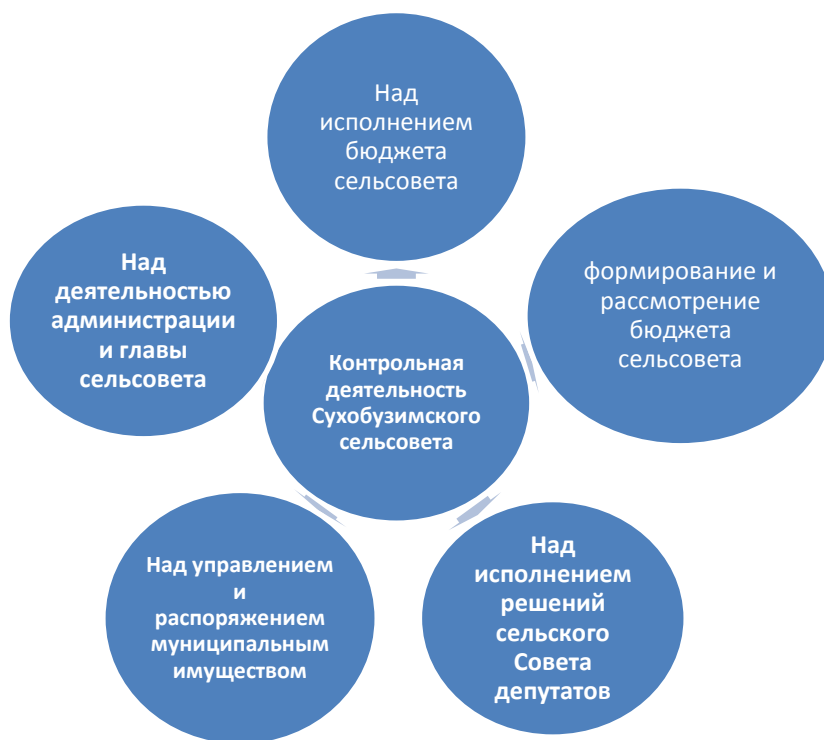 Над
исполнением
бюджета
сельсовета
Над
деятельностью
администрации
и главы
сельсовета
формирование и
рассмотрение
бюджета
сельсовета
Контрольная
деятельность
Сухобузимского
сельсовета
Над управлением
и
распоряжением
муниципальным
имуществом
Над
исполнением
решений
сельского
Совета
депутатов